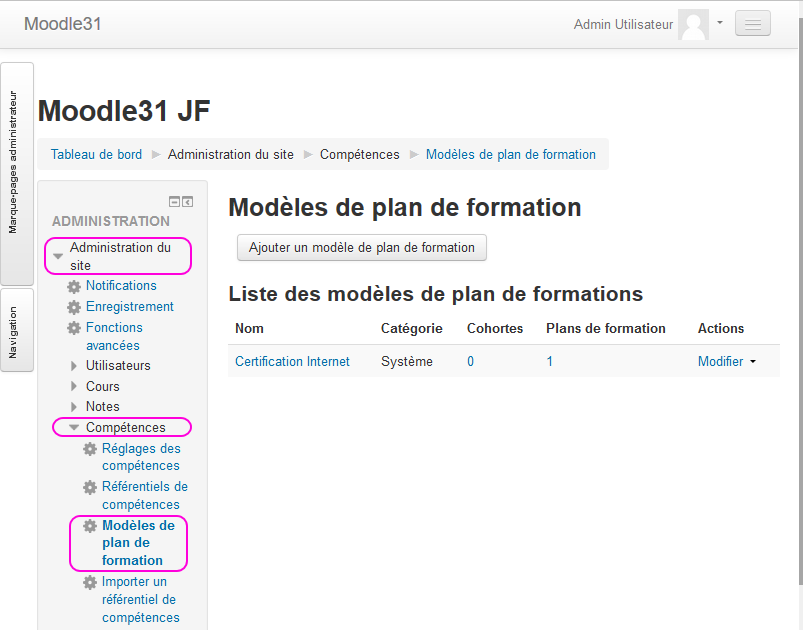 Moodle31
Admin Utilisateur
Marque-pages administrateur
Navigation
Moodle31 JF
Tableau de bord Administration du site Compétences Modèles de plan de formation
ADMINISTRATION
Administration du
site
Notifications
Enregistrement
Fonctions
avancées
Utilisateurs
Cours
Notes
Compétences
Réglages des
compétences
Référentiels de
compétences
Modèles de
plan de
formation
Importer un
référentiel de
compétences
Modèles de plan de formation
Ajouter un modèle de plan de formation
Liste des modèles de plan de formations
Nom Catégorie Cohortes Plans de formation Actions
Certification Internet Système 0 1 Modifier